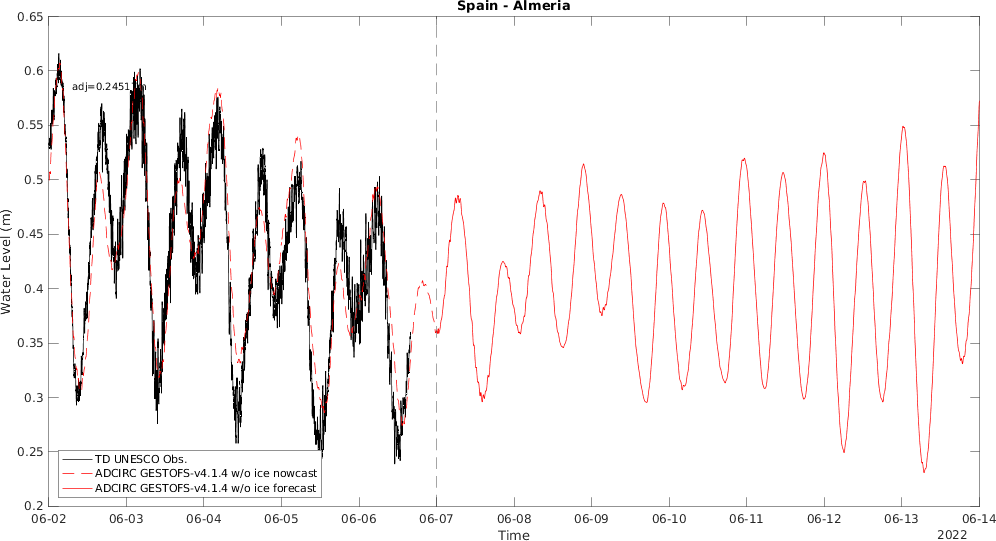 Spain - Almeria
0.65
0.6
0.55
0.5
0.45
0.4
0.35
0.3
0.25
0.2
Water Level (m)
adj=0.2451 m
TD UNESCO Obs.
ADCIRC GESTOFS-v4.1.4 w/o ice nowcast
ADCIRC GESTOFS-v4.1.4 w/o ice forecast
06-02 06-03 06-04 06-05 06-06 06-07 06-08 06-09 06-10 06-11 06-12 06-13 06-14
Time
2022